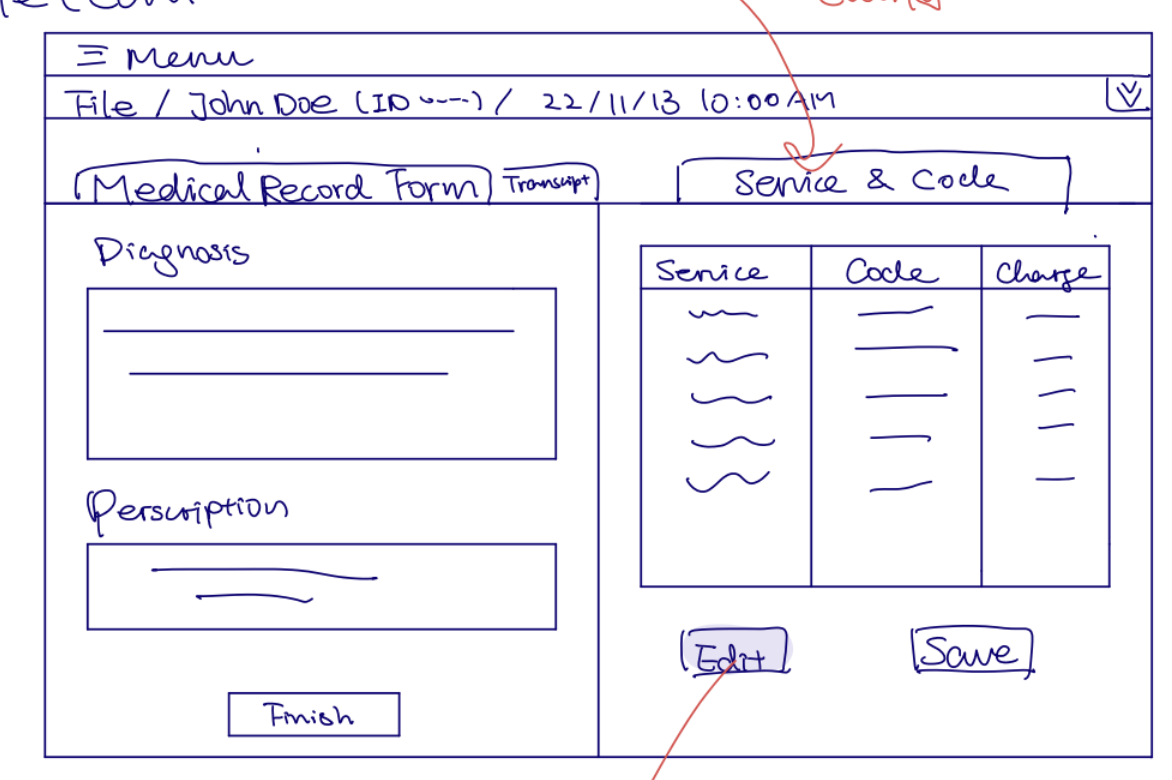 ☰ Menu
File / John Doe (ID ~~~) / 22/11/13 10:00 AM
Medical Record Form Transcript Service & Code
Diagnosis
Service Code Charge
Perscription
Edit Save
Finish